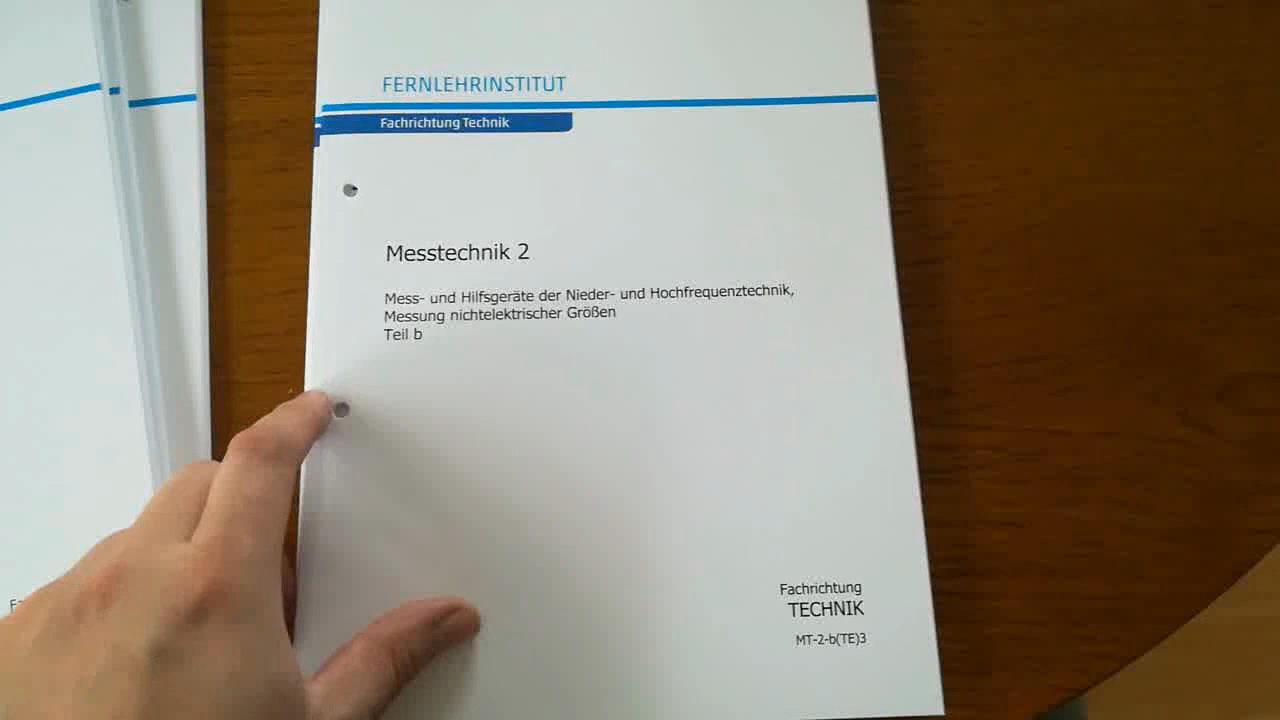 FERNLEHRINSTITUT
Fachrichtung Technik
Messtechnik 2
Mess- und Hilfsgeräte der Nieder- und Hochfrequenztechnik,
Messung nichtelektrischer Größen
Teil b
Fachrichtung
TECHNIK
MT-2-b(TE)3